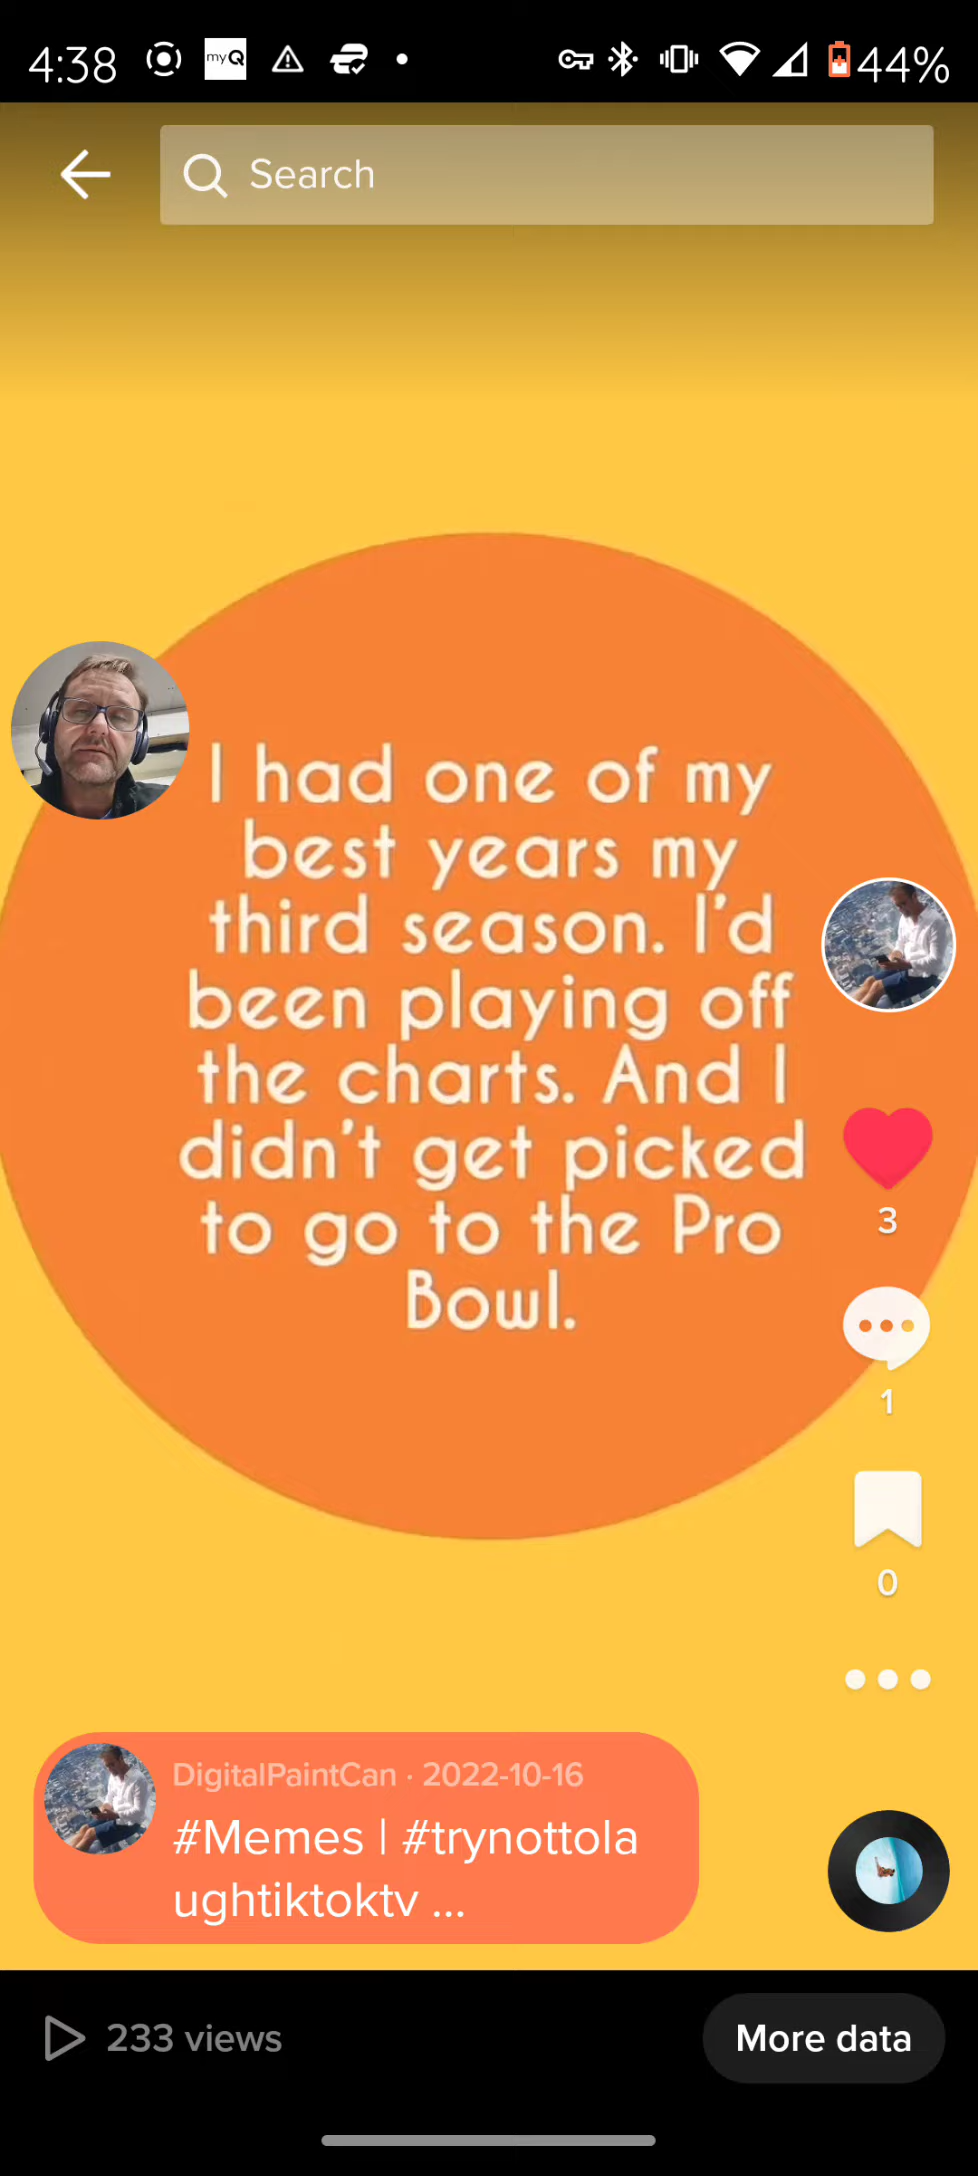 4:38 myQ 44%
Search
I had one of my
best years my
third season. I'd
been playing off
the charts. And I
didn't get picked
to go to the Pro
Bowl.
3
1
0
DigitalPaintCan · 2022-10-16
#Memes | #trynottola
ughtiktoktv ...
233 views
More data